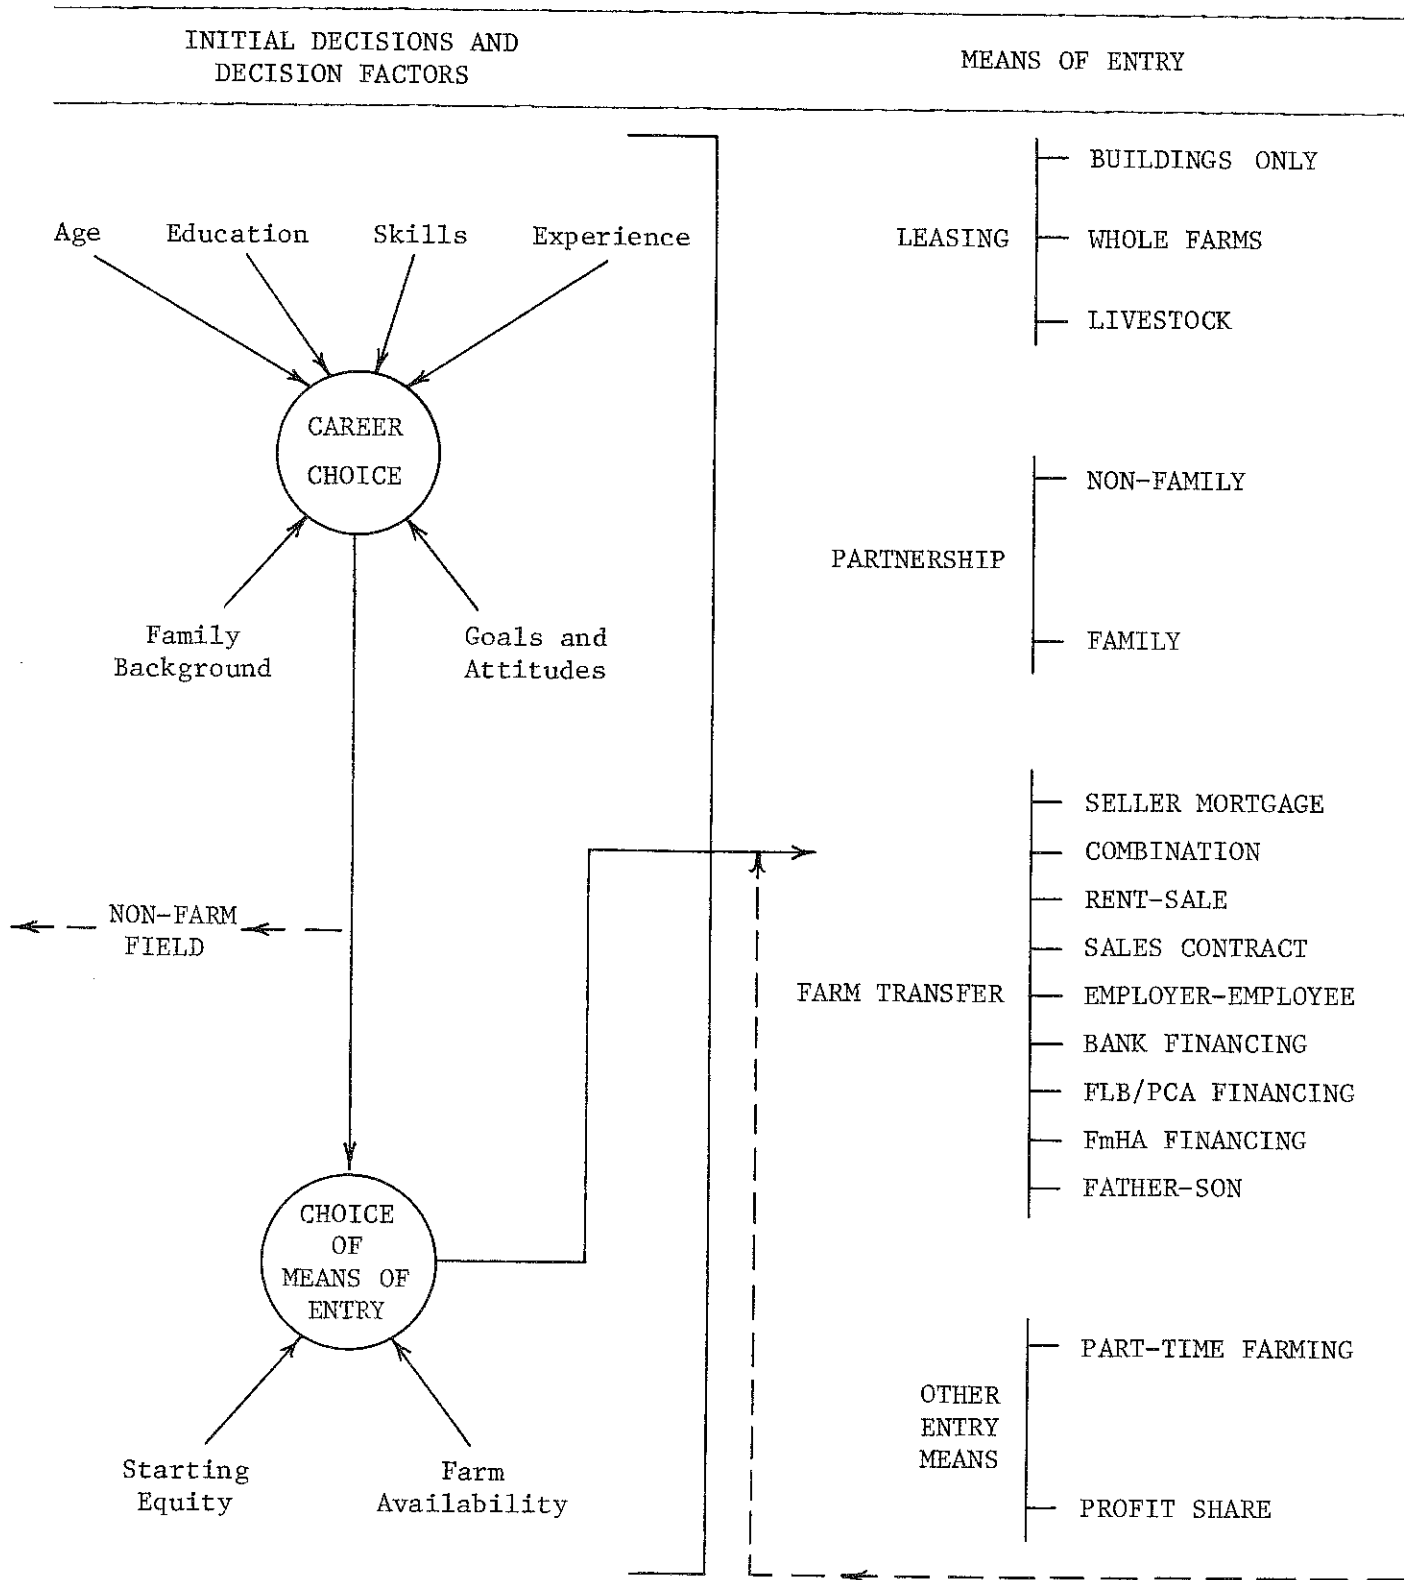 INITIAL DECISIONS AND
DECISION FACTORS
MEANS OF ENTRY
Age
Education
Skills
Experience
CAREER
CHOICE
Family
Background
Goals and
Attitudes
NON-FARM
FIELD
CHOICE
OF
MEANS OF
ENTRY
Starting
Equity
Farm
Availability
LEASING
BUILDINGS ONLY
WHOLE FARMS
LIVESTOCK
PARTNERSHIP
NON-FAMILY
FAMILY
FARM TRANSFER
SELLER MORTGAGE
COMBINATION
RENT-SALE
SALES CONTRACT
EMPLOYER-EMPLOYEE
BANK FINANCING
FLB/PCA FINANCING
FmHA FINANCING
FATHER-SON
OTHER
ENTRY
MEANS
PART-TIME FARMING
PROFIT SHARE